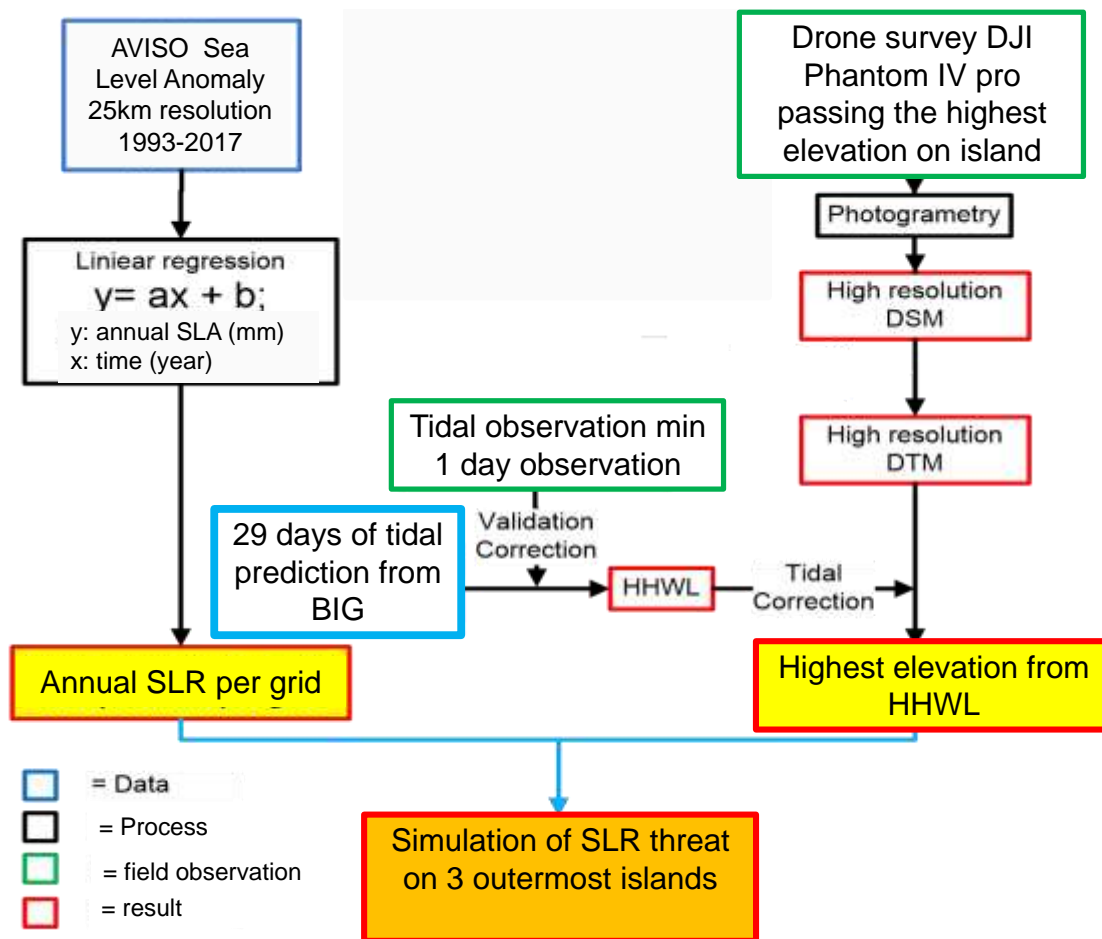 AVISO  Sea
Level Anomaly
25km resolution
1993-2017
Drone survey DJI
Phantom IV pro
passing the highest
elevation on island
Photogrametry
Liniear regression
y= ax + b;
y: annual SLA (mm)
x: time (year)
High resolution
DSM
High resolution
DTM
Tidal observation min
1 day observation
Validation
Correction
29 days of tidal
prediction from
BIG
HHWL
Tidal
Correction
Annual SLR per grid
Highest elevation from
HHWL
Simulation of SLR threat
on 3 outermost islands
= Data
= Process
= field observation
= result